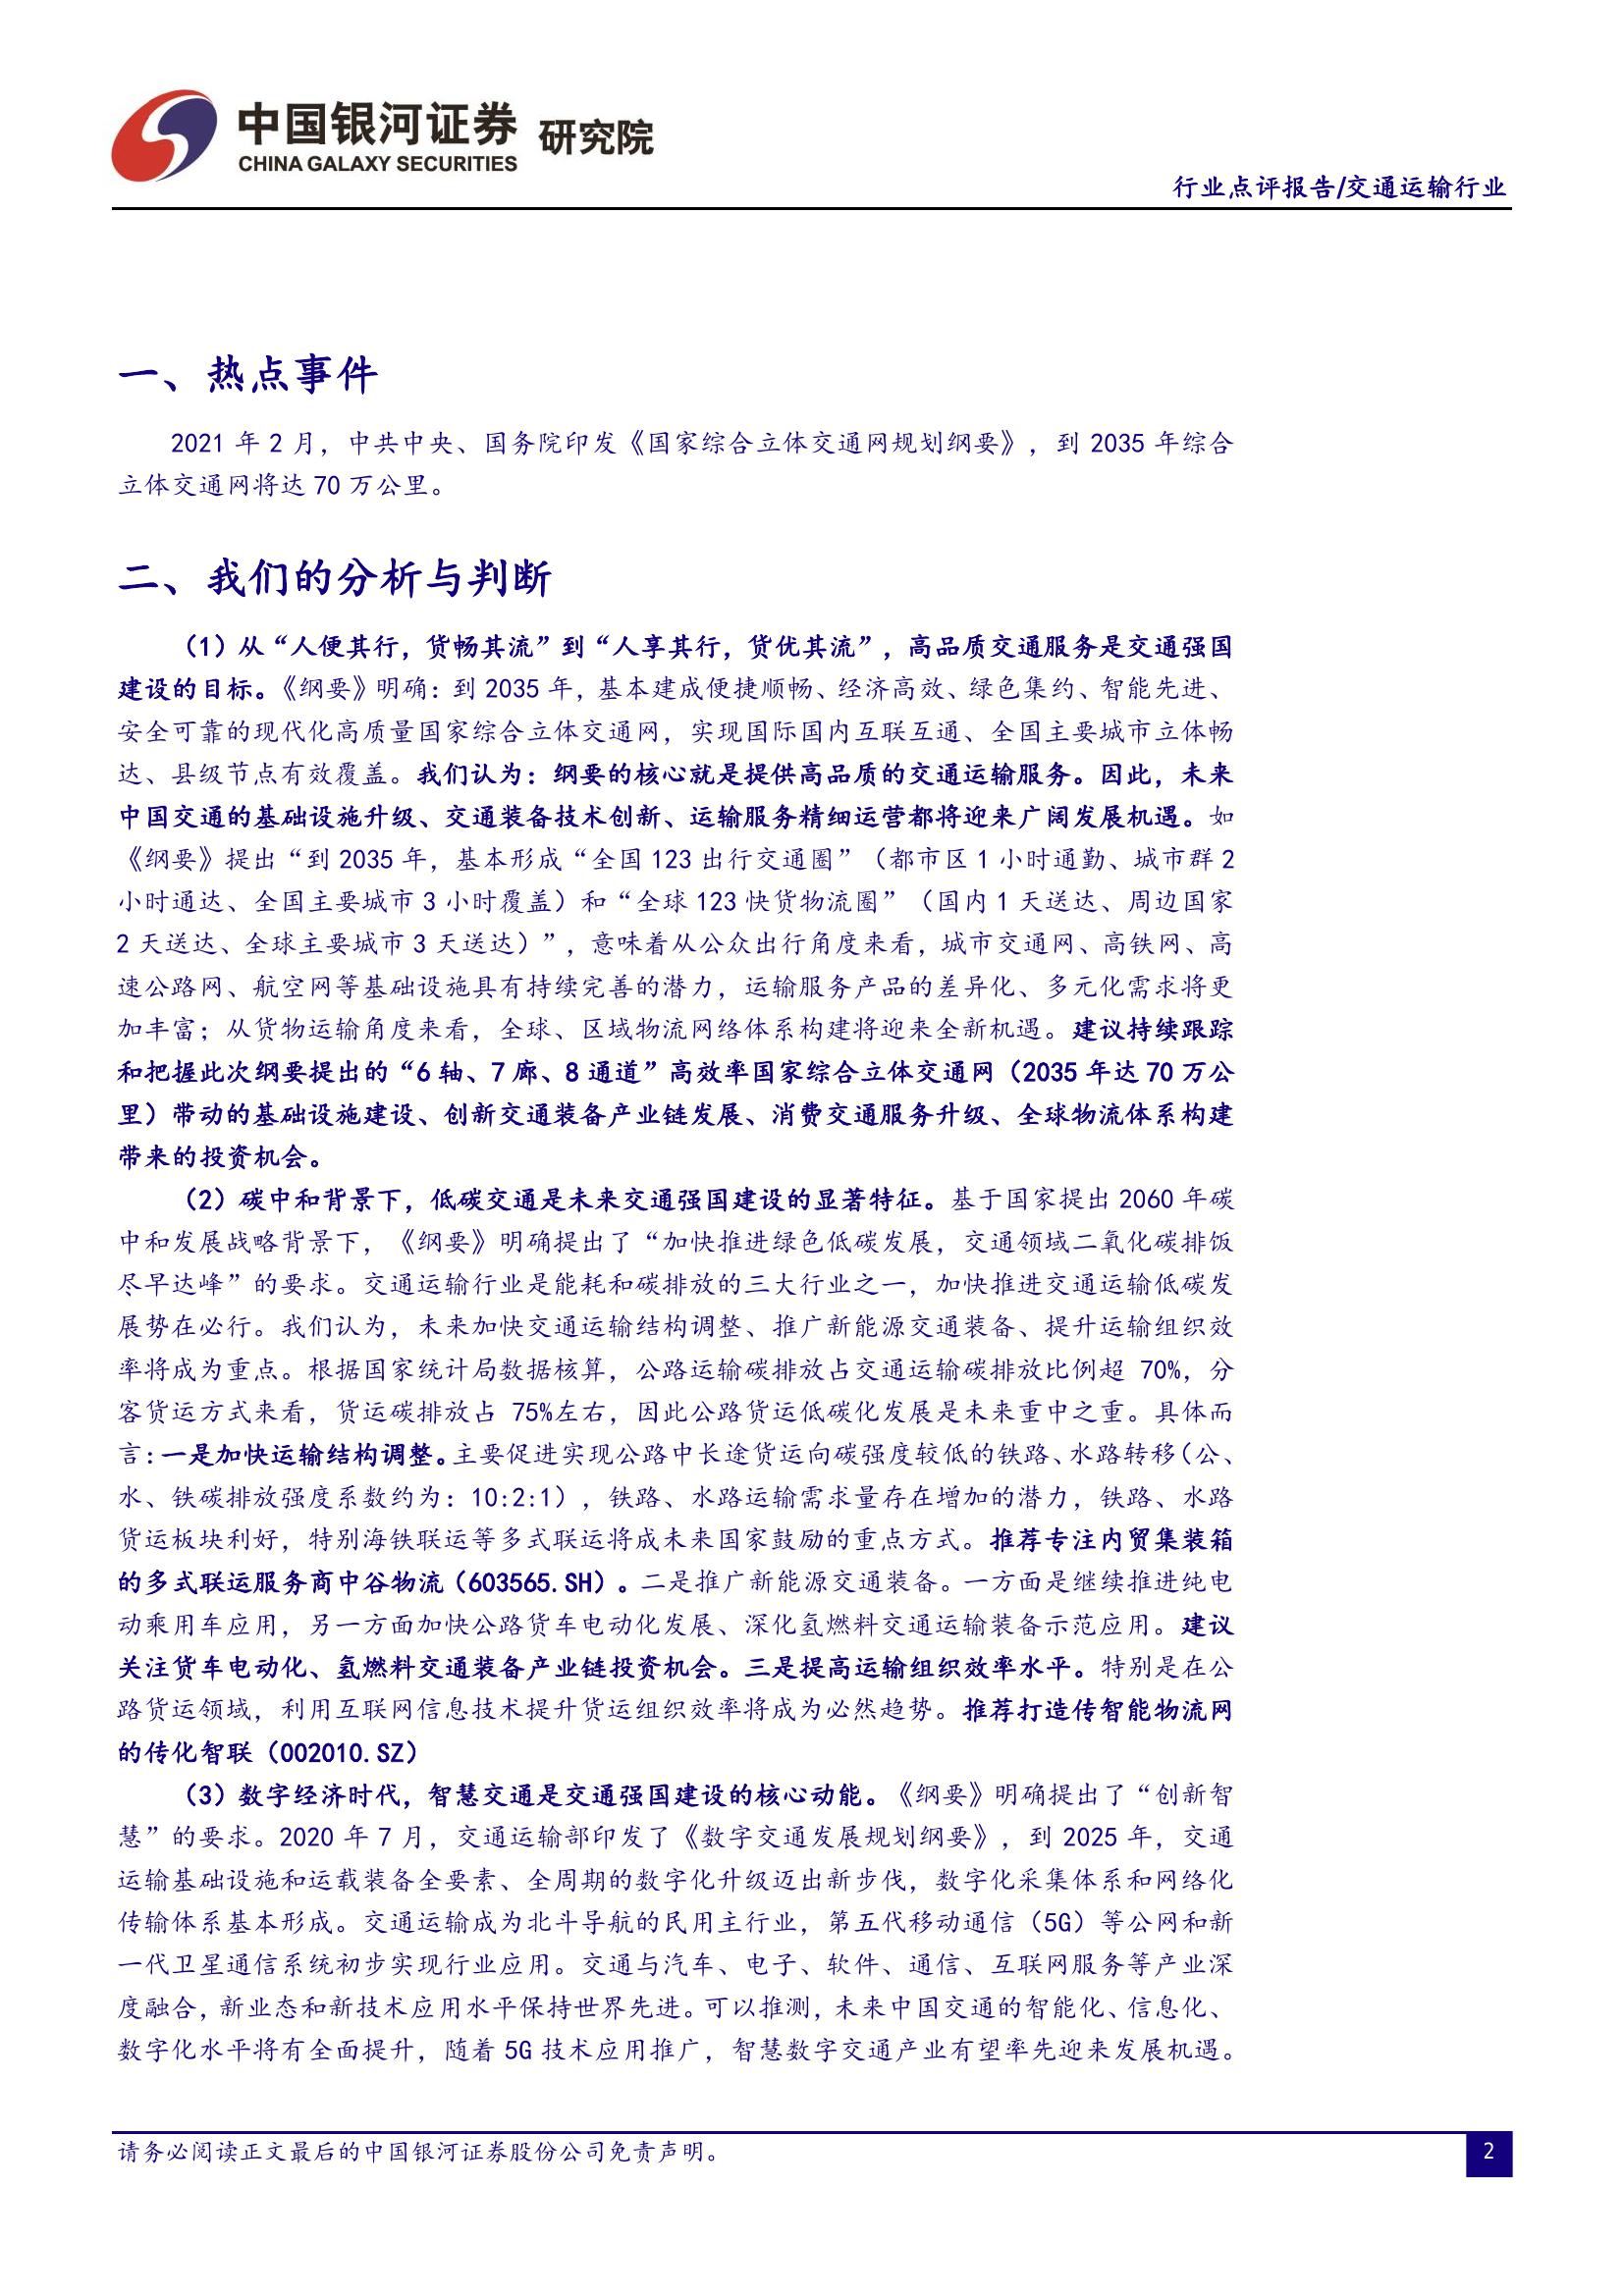 中国银河证券 研究院
CHINA GALAXY SECURITIES
行业点评报告/交通运输行业
一、热点事件
2021 年 2 月，中共中央、国务院印发《国家综合立体交通网规划纲要》，到 2035 年综合
立体交通网将达 70 万公里。
二、我们的分析与判断
（1）从“人便其行，货畅其流”到“人享其行，货优其流”，高品质交通服务是交通强国
建设的目标。《纲要》明确：到 2035 年，基本建成便捷顺畅、经济高效、绿色集约、智能先进、
安全可靠的现代化高质量国家综合立体交通网，实现国际国内互联互通、全国主要城市立体畅
达、县级节点有效覆盖。我们认为：纲要的核心就是提供高品质的交通运输服务。因此，未来
中国交通的基础设施升级、交通装备技术创新、运输服务精细运营都将迎来广阔发展机遇。如
《纲要》提出“到 2035 年，基本形成“全国 123 出行交通圈”（都市区 1 小时通勤、城市群 2
小时通达、全国主要城市 3 小时覆盖）和“全球 123 快货物流圈”（国内 1 天送达、周边国家
2 天送达、全球主要城市 3 天送达）”，意味着从公众出行角度来看，城市交通网、高铁网、高
速公路网、航空网等基础设施具有持续完善的潜力，运输服务产品的差异化、多元化需求将更
加丰富；从货物运输角度来看，全球、区域物流网络体系构建将迎来全新机遇。建议持续跟踪
和把握此次纲要提出的“6 轴、7 廊、8 通道”高效率国家综合立体交通网（2035 年达 70 万公
里）带动的基础设施建设、创新交通装备产业链发展、消费交通服务升级、全球物流体系构建
带来的投资机会。
（2）碳中和背景下，低碳交通是未来交通强国建设的显著特征。基于国家提出 2060 年碳
中和发展战略背景下，《纲要》明确提出了“加快推进绿色低碳发展，交通领域二氧化碳排饭
尽早达峰”的要求。交通运输行业是能耗和碳排放的三大行业之一，加快推进交通运输低碳发
展势在必行。我们认为，未来加快交通运输结构调整、推广新能源交通装备、提升运输组织效
率将成为重点。根据国家统计局数据核算，公路运输碳排放占交通运输碳排放比例超 70%，分
客货运方式来看，货运碳排放占 75%左右，因此公路货运低碳化发展是未来重中之重。具体而
言：一是加快运输结构调整。主要促进实现公路中长途货运向碳强度较低的铁路、水路转移（公、
水、铁碳排放强度系数约为：10:2:1），铁路、水路运输需求量存在增加的潜力，铁路、水路
货运板块利好，特别海铁联运等多式联运将成未来国家鼓励的重点方式。推荐专注内贸集装箱
的多式联运服务商中谷物流（603565.SH）。二是推广新能源交通装备。一方面是继续推进纯电
动乘用车应用，另一方面加快公路货车电动化发展、深化氢燃料交通运输装备示范应用。建议
关注货车电动化、氢燃料交通装备产业链投资机会。三是提高运输组织效率水平。特别是在公
路货运领域，利用互联网信息技术提升货运组织效率将成为必然趋势。推荐打造传智能物流网
的传化智联（002010.SZ）
（3）数字经济时代，智慧交通是交通强国建设的核心动能。《纲要》明确提出了“创新智
慧”的要求。2020 年 7 月，交通运输部印发了《数字交通发展规划纲要》，到 2025 年，交通
运输基础设施和运载装备全要素、全周期的数字化升级迈出新步伐，数字化采集体系和网络化
传输体系基本形成。交通运输成为北斗导航的民用主行业，第五代移动通信（5G）等公网和新
一代卫星通信系统初步实现行业应用。交通与汽车、电子、软件、通信、互联网服务等产业深
度融合，新业态和新技术应用水平保持世界先进。可以推测，未来中国交通的智能化、信息化、
数字化水平将有全面提升，随着 5G 技术应用推广，智慧数字交通产业有望率先迎来发展机遇。
请务必阅读正文最后的中国银河证券股份公司免责声明。
2